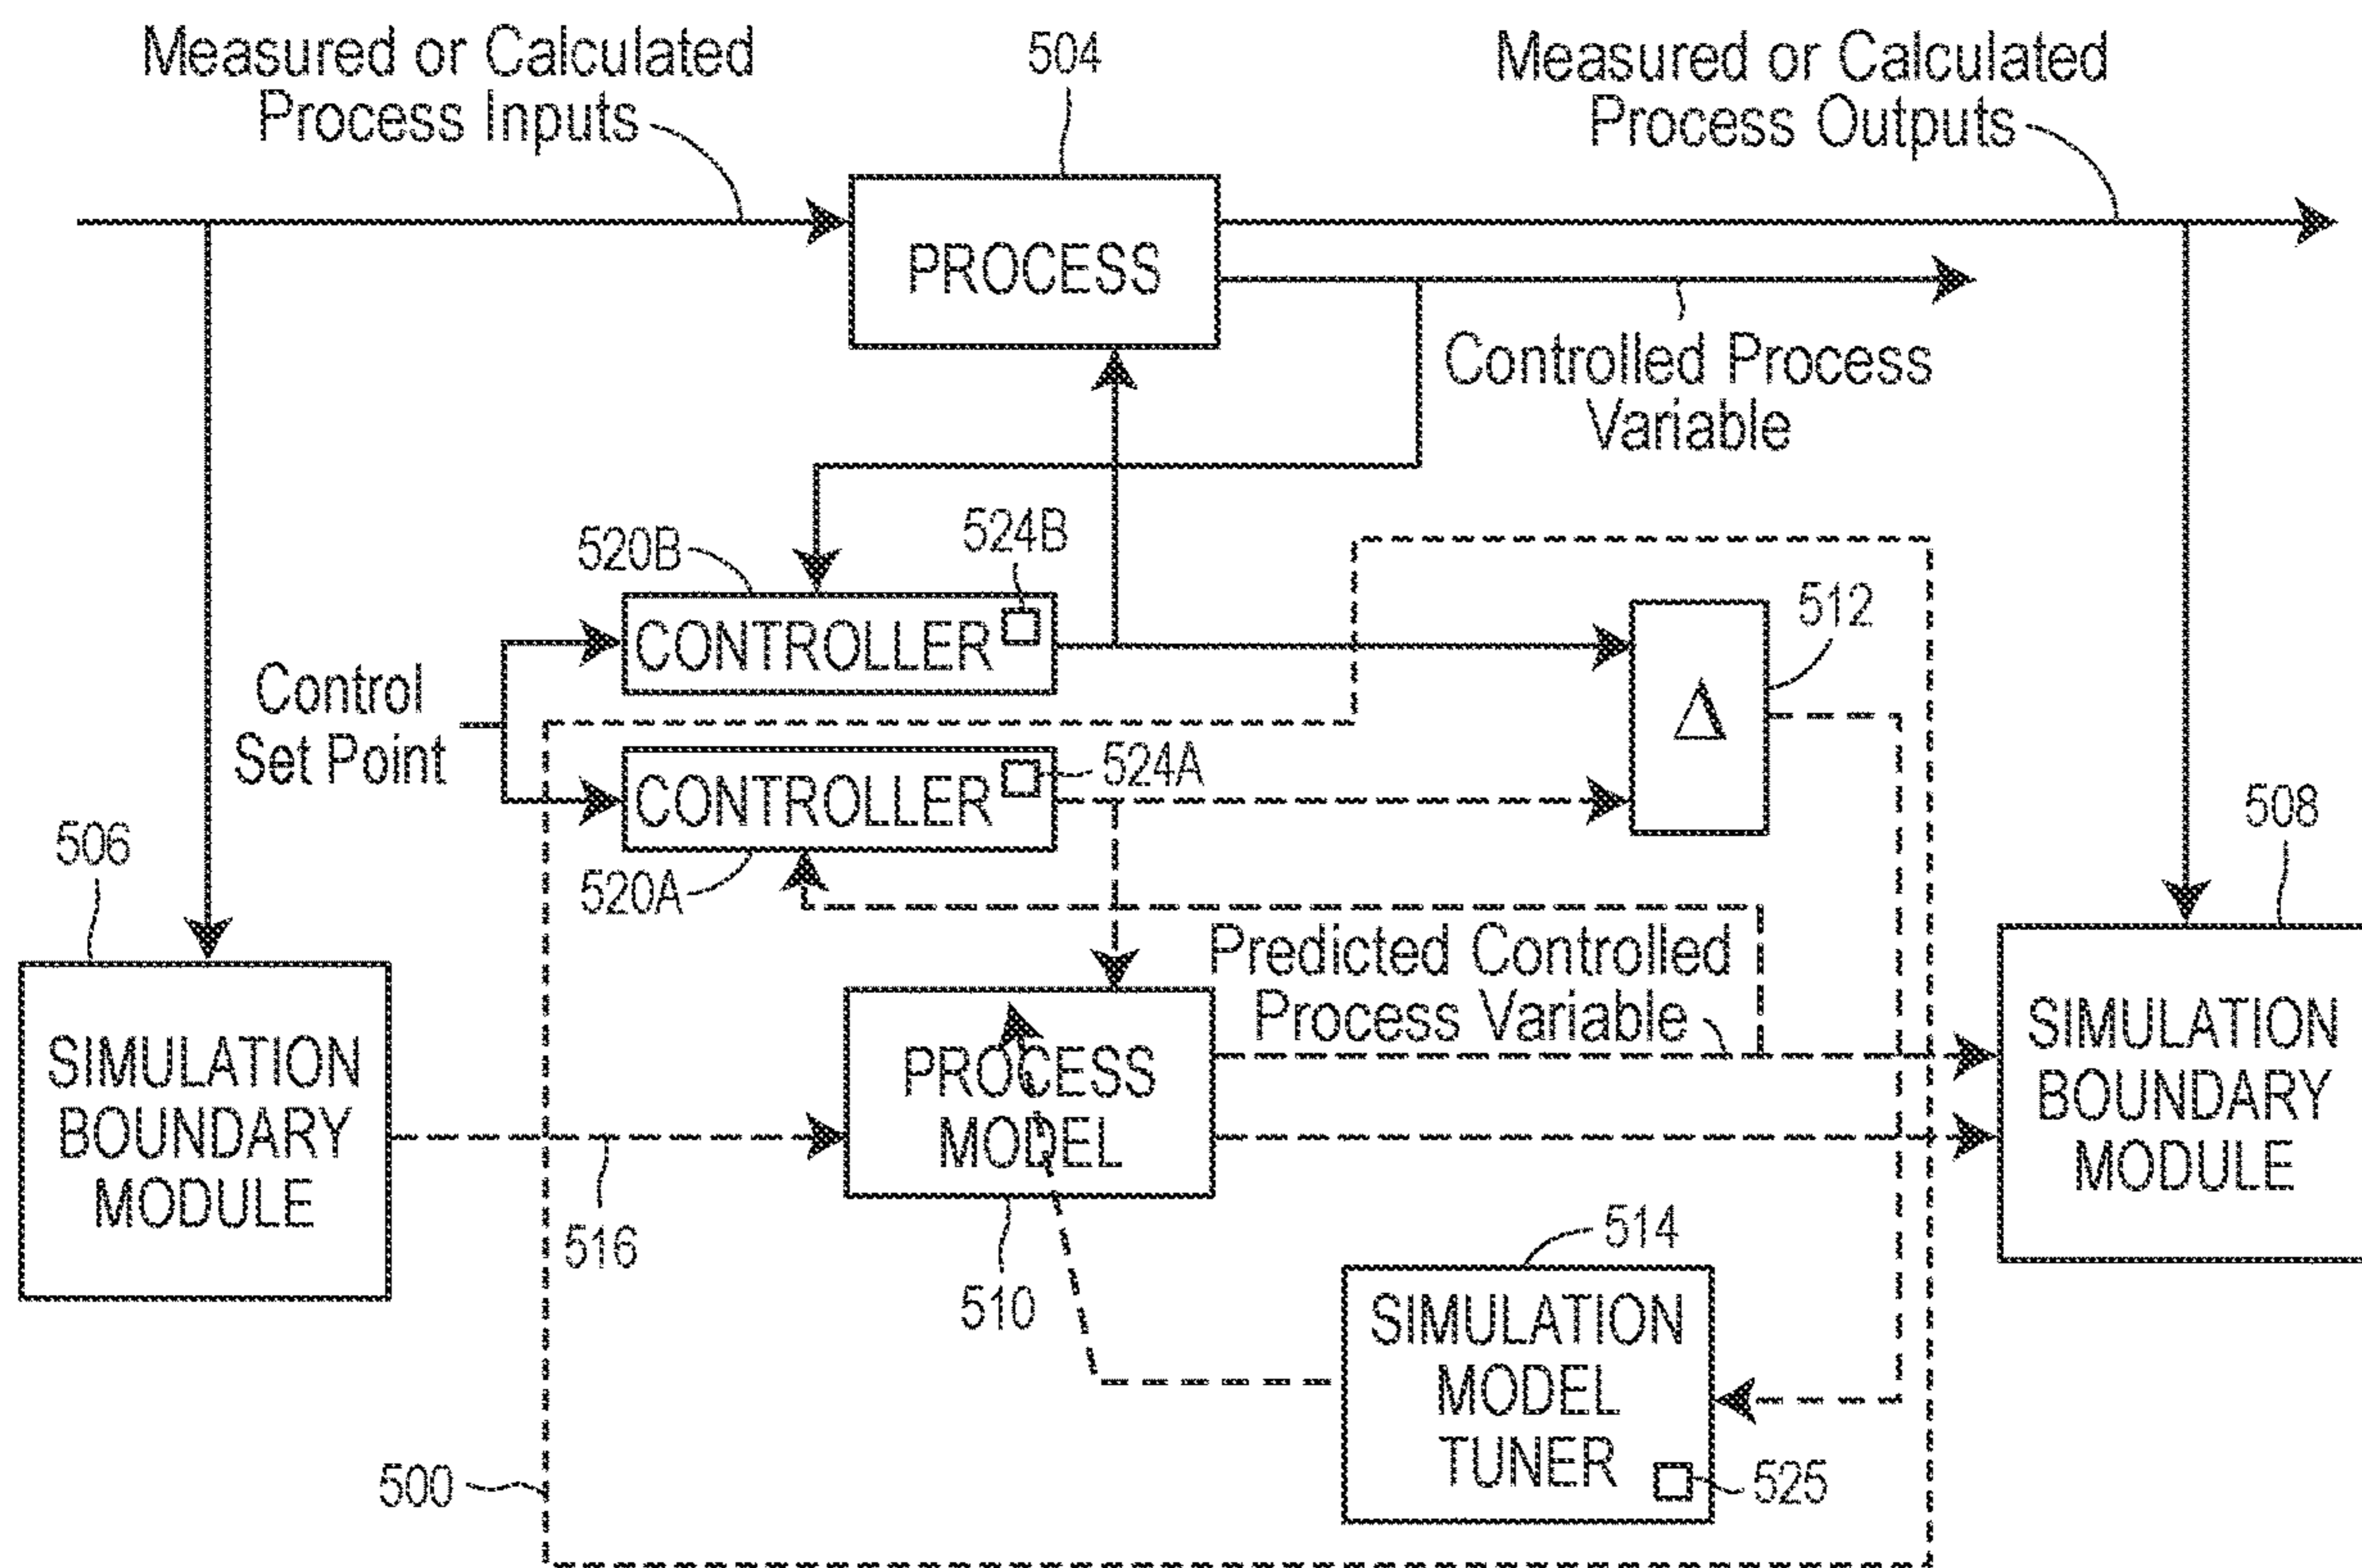 Measured or Calculated
Process Inputs
504
Measured or Calculated
Process Outputs
PROCESS
Controlled Process
Variable
520B
524B
CONTROLLER
512
Control
Set Point
Δ
524A
CONTROLLER
520A
506
508
Predicted Controlled
Process Variable
SIMULATION
BOUNDARY
MODULE
PROCESS
MODEL
SIMULATION
BOUNDARY
MODULE
516
510
514
SIMULATION
MODEL
TUNER
500
525